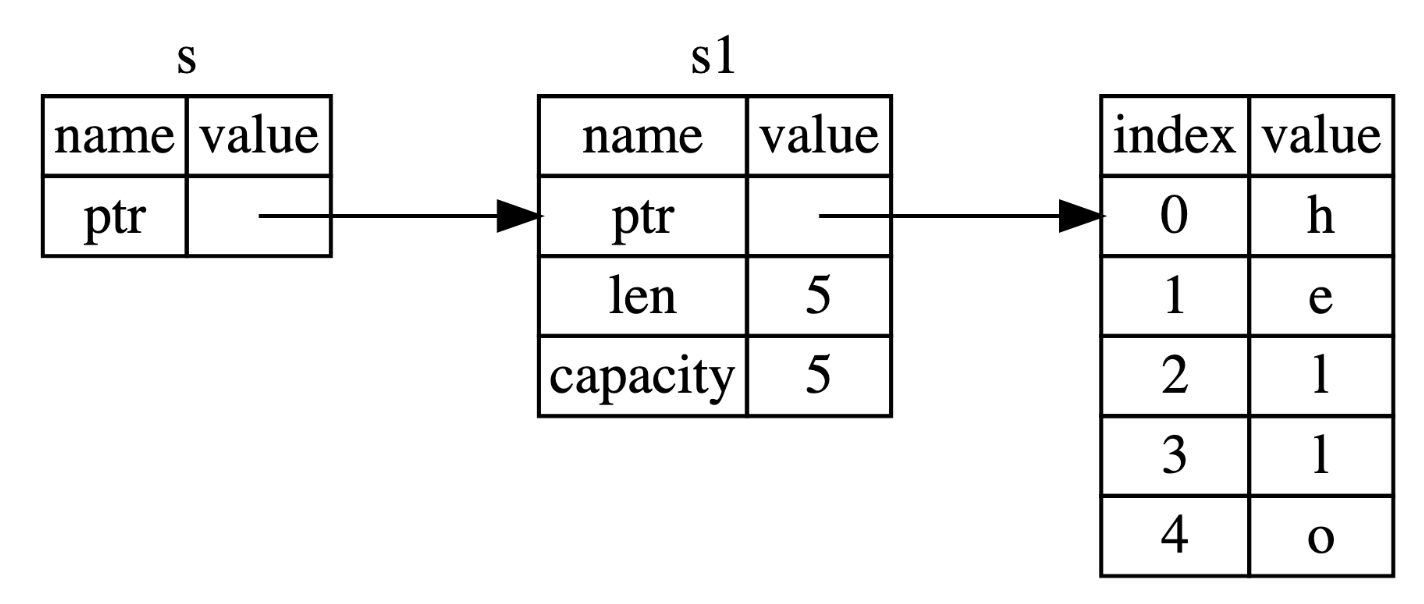 s
name value
ptr
s1
name value
ptr
len 5
capacity 5
index value
0 h
1 e
2 l
3 l
4 o